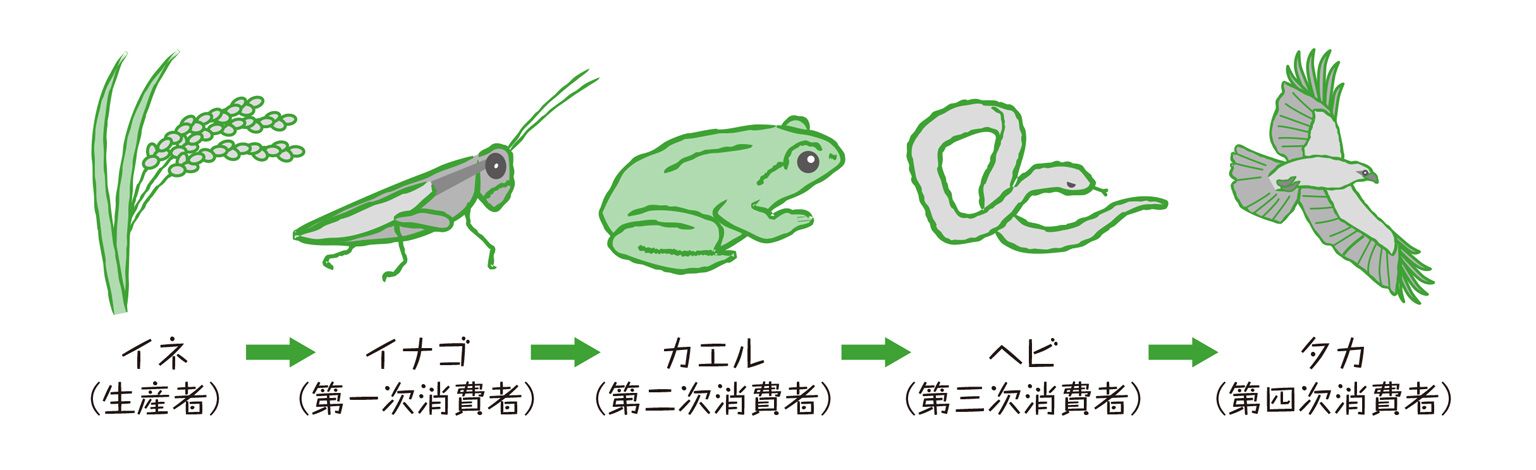 イネ
（生産者）
イナゴ
（第一次消費者）
カエル
（第二次消費者）
ヘビ
（第三次消費者）
タカ
（第四次消費者）